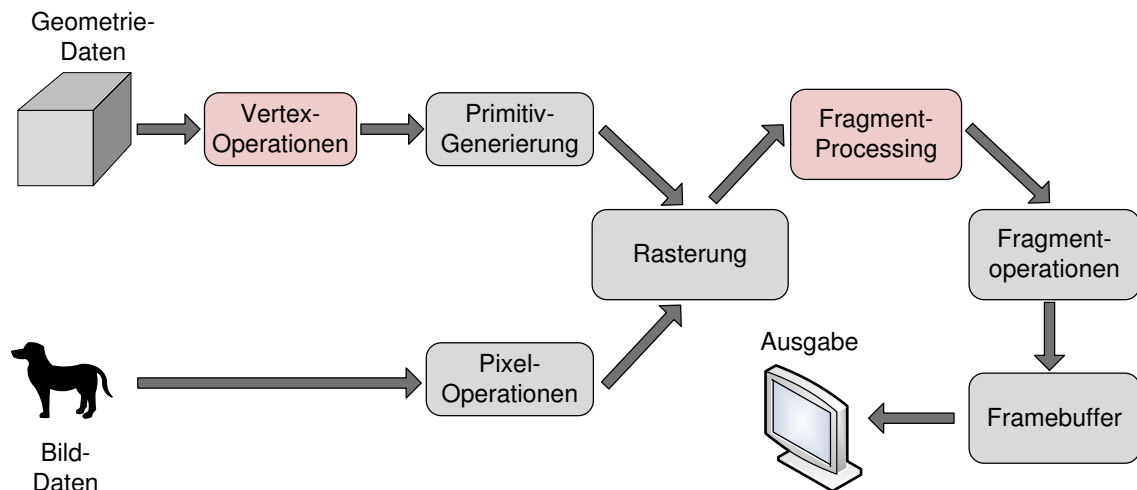 Geometrie-
Daten
Vertex-
Operationen
Primitiv-
Generierung
Fragment-
Processing
Rasterung
Fragment-
operationen
Pixel-
Operationen
Ausgabe
Framebuffer
Bild-
Daten